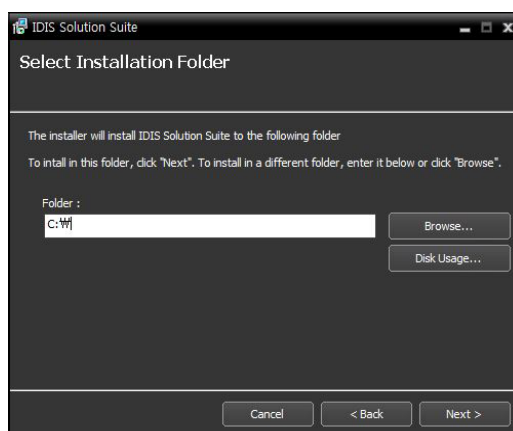 IDIS Solution Suite
Select Installation Folder
The installer will install IDIS Solution Suite to the following folder
To intall in this folder, click "Next". To install in a different folder, enter it below or click "Browse".
Folder :
C:₩
Browse...
Disk Usage...
Cancel
< Back
Next >